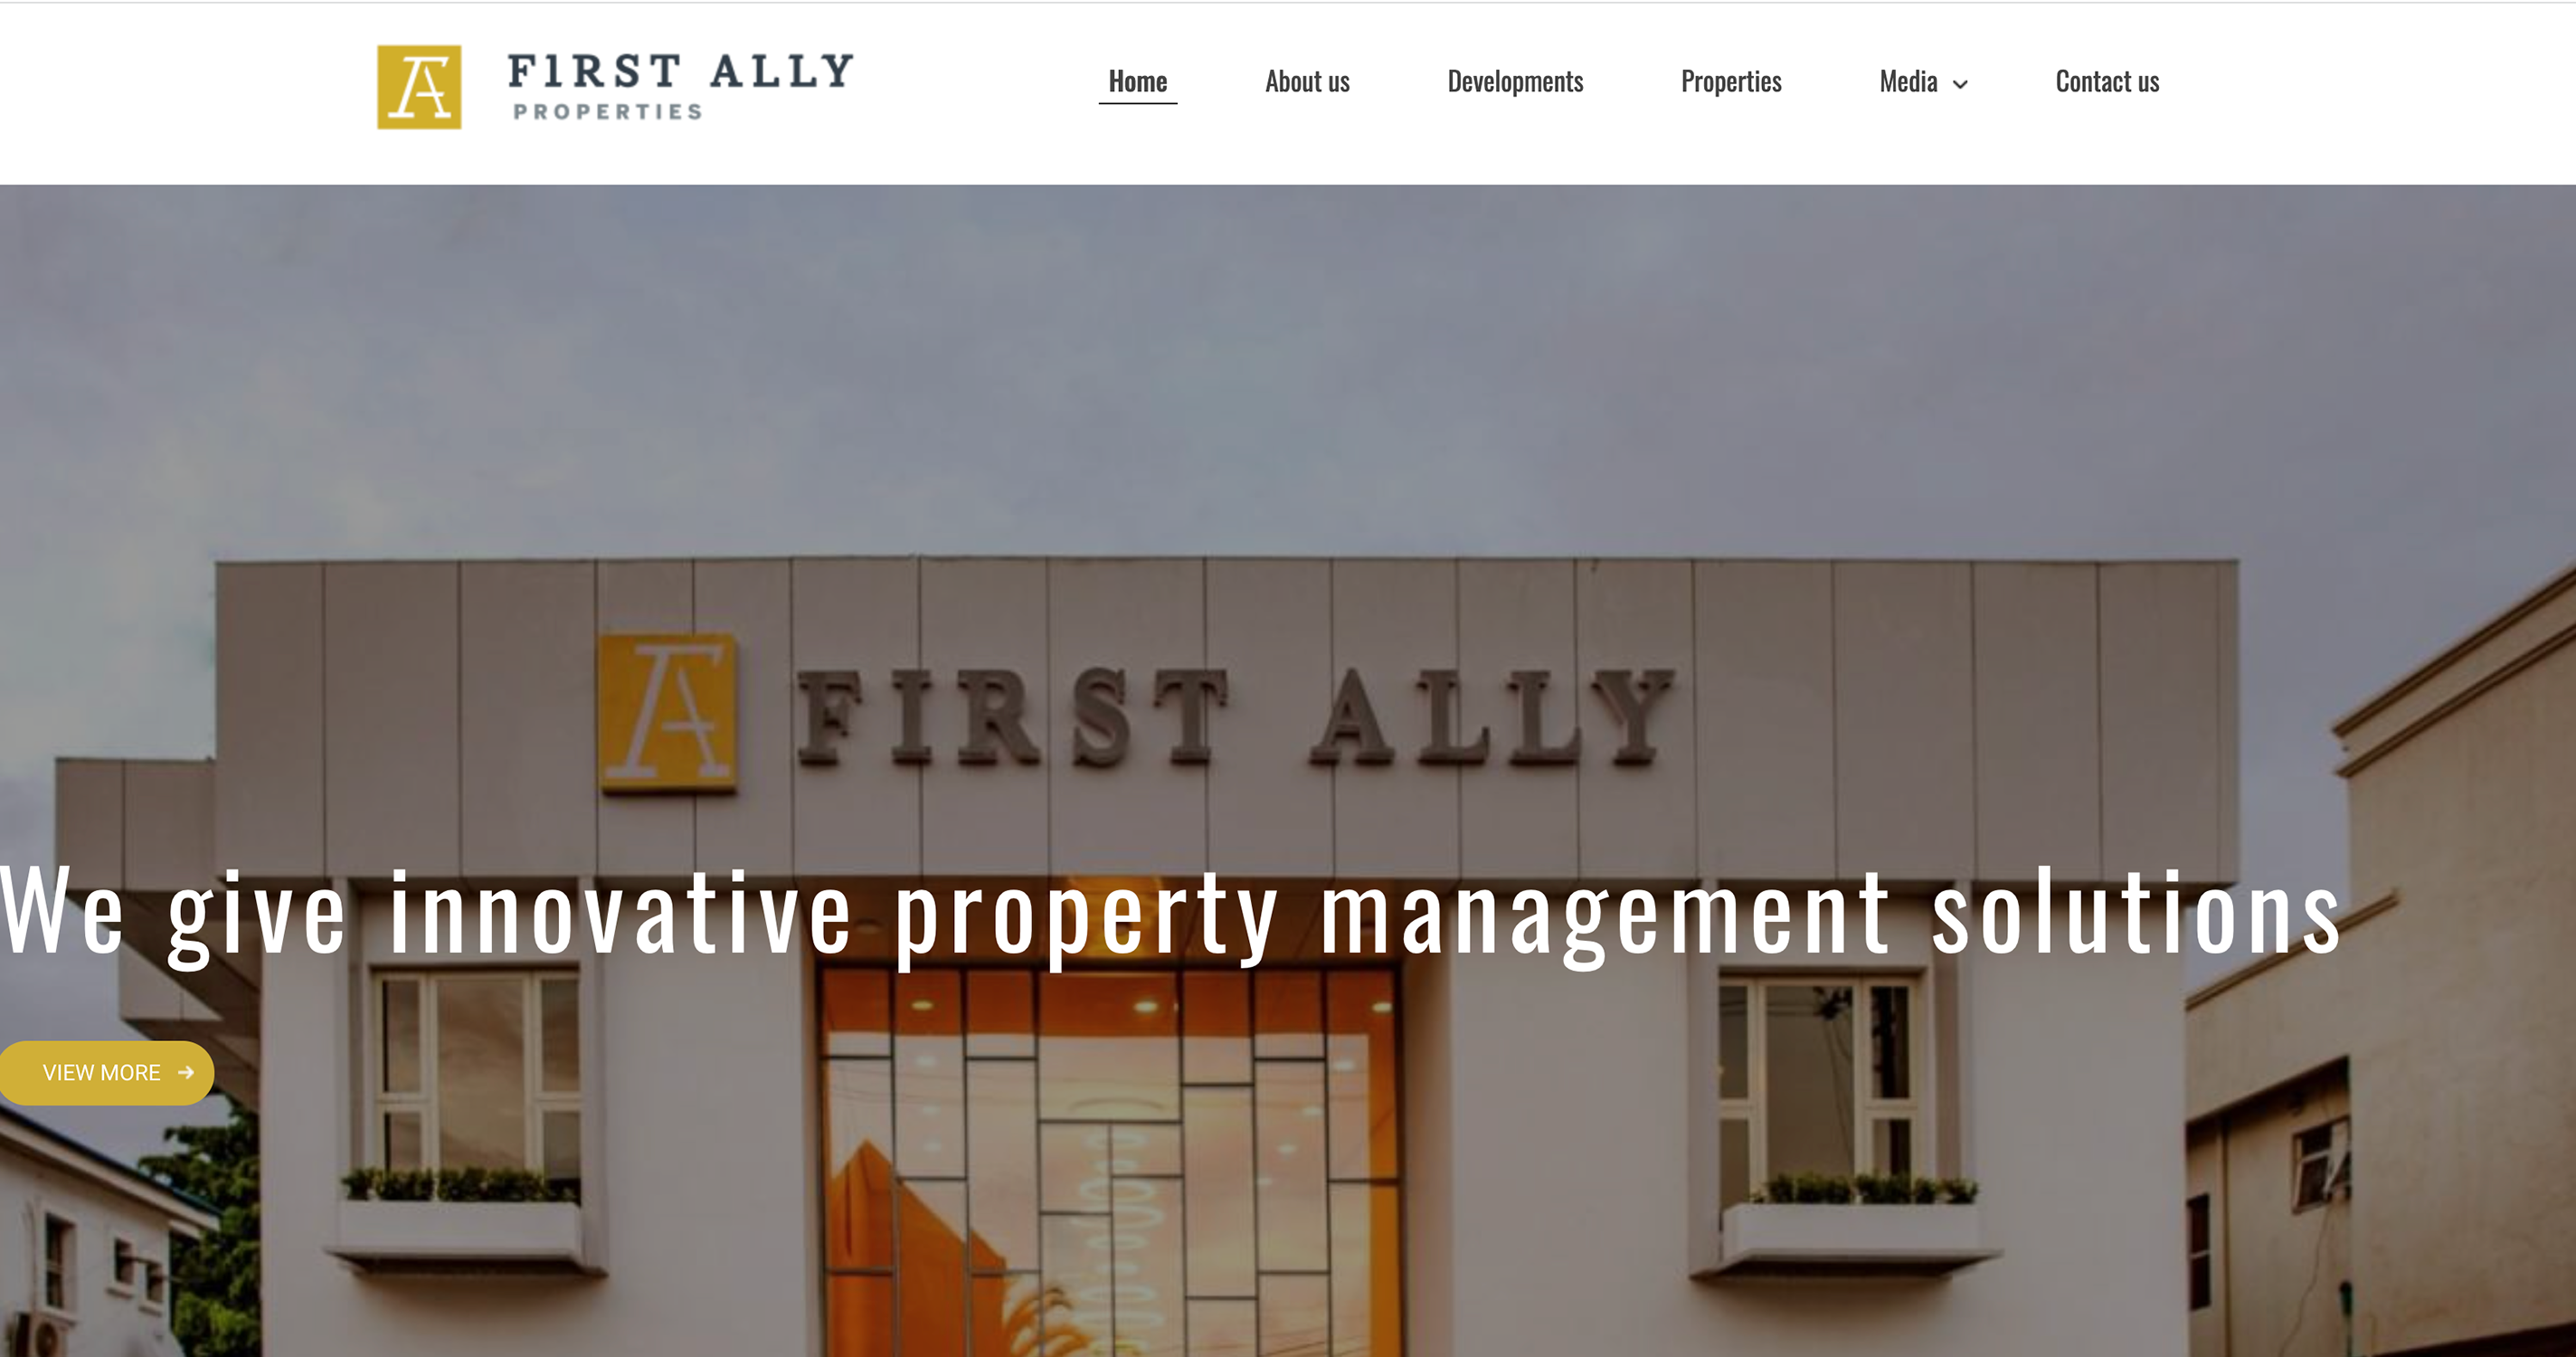 FA FIRST ALLY
PROPERTIES
Home About us Developments Properties Media Contact us
FA FIRST ALLY
We give innovative property management solutions
VIEW MORE